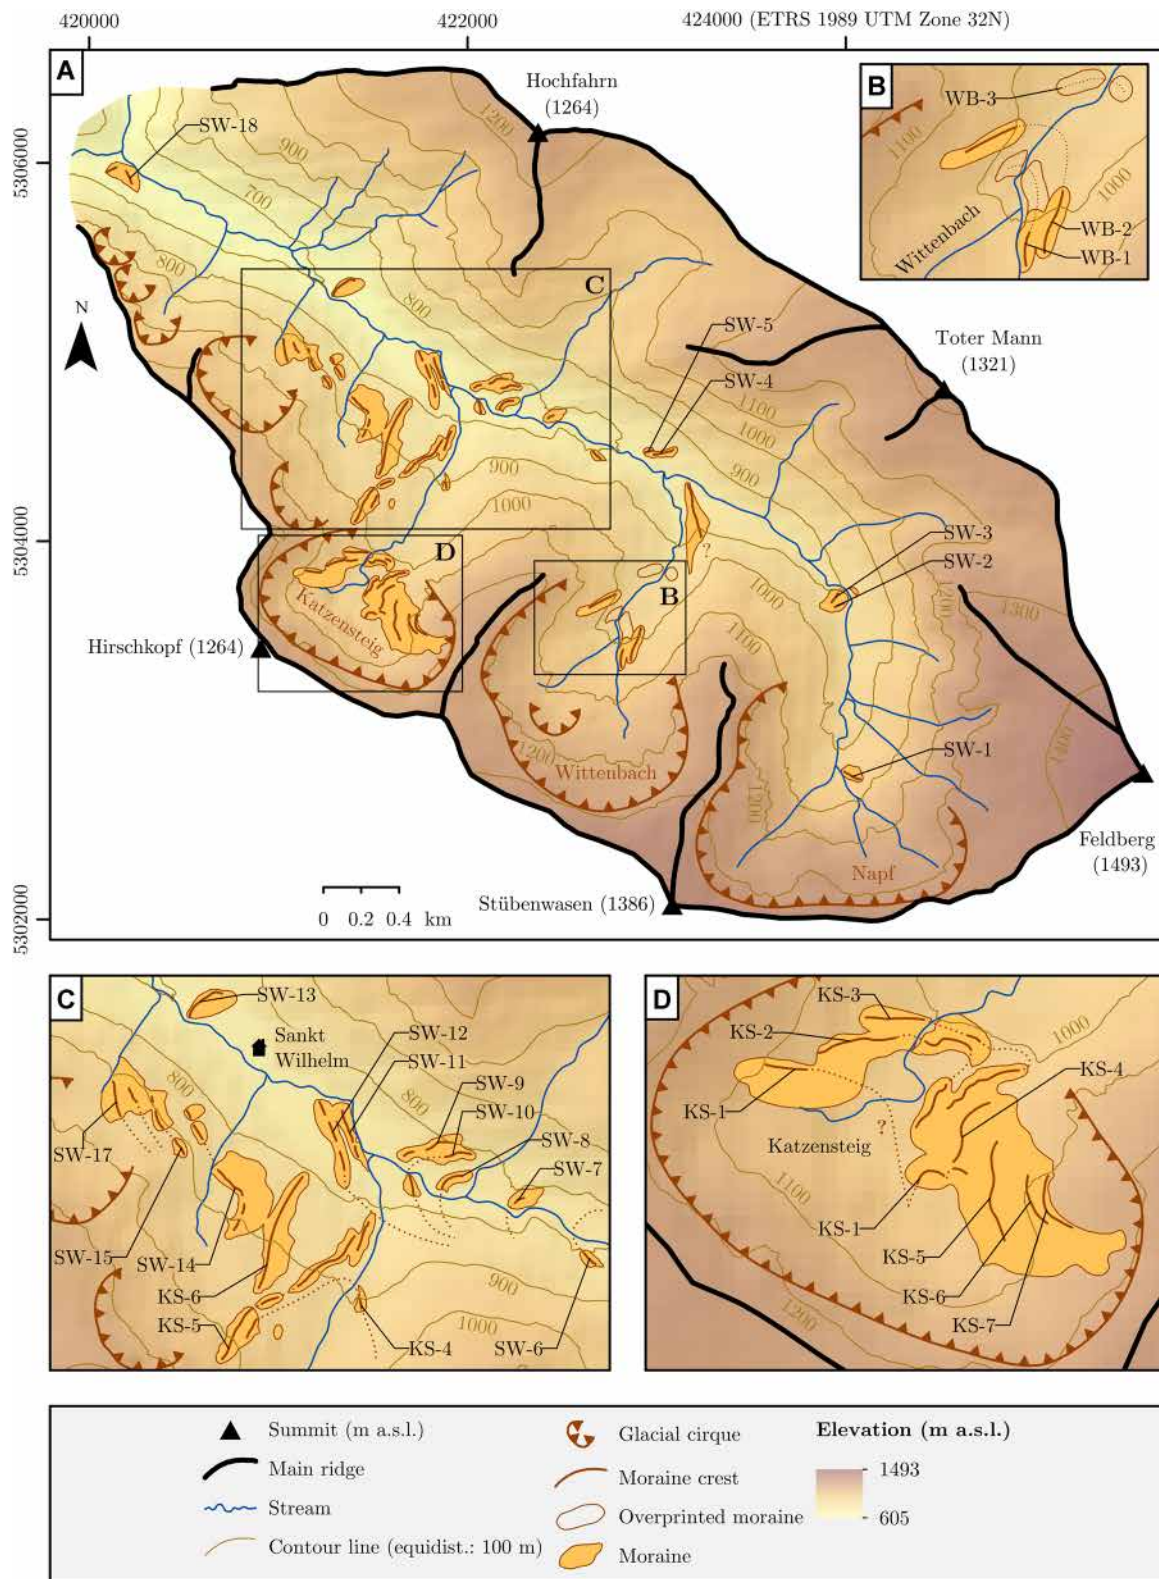 420000
422000
424000 (ETRS 1989 UTM Zone 32N)
A
Hochfahrn
(1264)
B
WB-3
1100
1000
WB-2
WB-1
Wittenbach
SW-18
1200
900
700
5306000
800
N
C
800
SW-5
SW-4
Toter Mann
(1321)
1100
1000
900
900
1000
5304000
D
SW-3
SW-2
B
Katzensteig
Hirschkopf (1264)
1000
1100
1200
1300
1200
Wittenbach
1200
SW-1
1400
Napf
Feldberg
(1493)
Stübenwasen (1386)
0 0.2 0.4 km
5302000
?
C
SW-13
Sankt
Wilhelm
SW-12
SW-11
800
800
SW-9
SW-10
SW-8
SW-7
SW-17
SW-15
SW-14
KS-6
KS-5
900
1000
KS-4
SW-6
D
KS-3
KS-2
1000
KS-4
KS-1
?
Katzensteig
1100
KS-1
KS-5
KS-6
KS-7
1200
Summit (m a.s.l.)
Main ridge
Stream
Contour line (equidist.: 100 m)
Glacial cirque
Moraine crest
Overprinted moraine
Moraine
Elevation (m a.s.l.)
1493
605